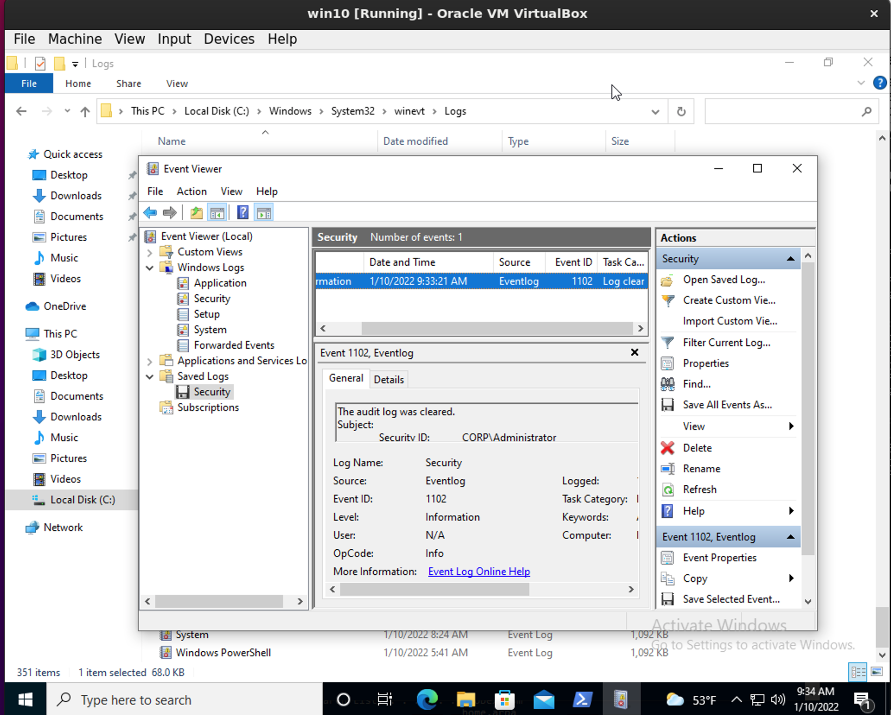 win10 [Running] - Oracle VM VirtualBox
File Machine View Input Devices Help
Logs
File Home Share View
This PC Local Disk (C:) Windows System32 winevt Logs
Name Date modified Type Size
Quick access
Desktop
Downloads
Documents
Pictures
Music
Videos
OneDrive
This PC
3D Objects
Desktop
Documents
Downloads
Music
Pictures
Videos
Local Disk (C:)
Network
Event Viewer
File Action View Help
Event Viewer (Local)
Custom Views
Windows Logs
Application
Security
Setup
System
Forwarded Events
Applications and Services Lo
Saved Logs
Security
Subscriptions
Security Number of events: 1
Date and Time Source Event ID Task Ca...
rmation 1/10/2022 9:33:21 AM Eventlog 1102 Log clear
Event 1102, Eventlog
General Details
The audit log was cleared.
Subject:
Security ID: CORP\Administrator
Log Name: Security
Source: Eventlog Logged:
Event ID: 1102 Task Category:
Level: Information Keywords:
User: N/A Computer:
OpCode: Info
More Information: Event Log Online Help
Actions
Security
Open Saved Log...
Create Custom Vie...
Import Custom Vie...
Filter Current Log...
Properties
Find...
Save All Events As...
View
Delete
Rename
Refresh
Help
Event 1102, Eventlog
Event Properties
Copy
Save Selected Event...
System 1/10/2022 8:24 AM Event Log 1,092 KB
Windows PowerShell 1/10/2022 5:41 AM Event Log 1,092 KB
Activate Windows
Go to Settings to activate Windows.
351 items 1 item selected 68.0 KB
Type here to search
53°F
9:34 AM
1/10/2022
1